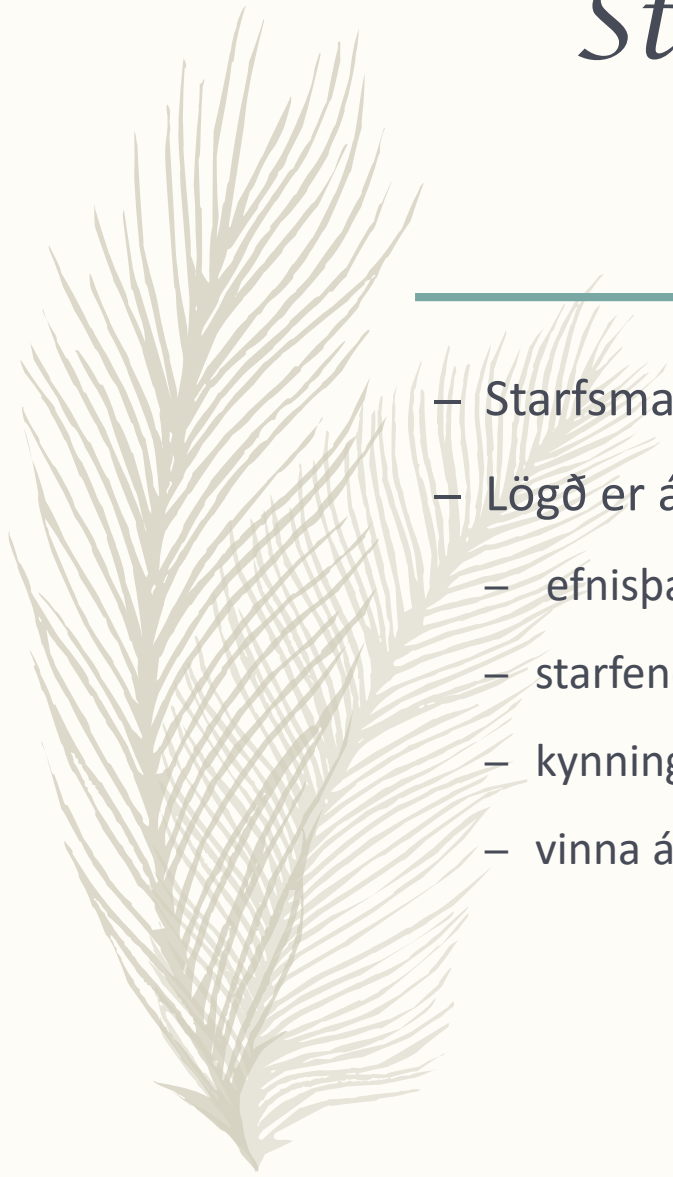 St
– Starfsma
– Lögð er á
– efnisþa
– starfen
– kynning
– vinna á